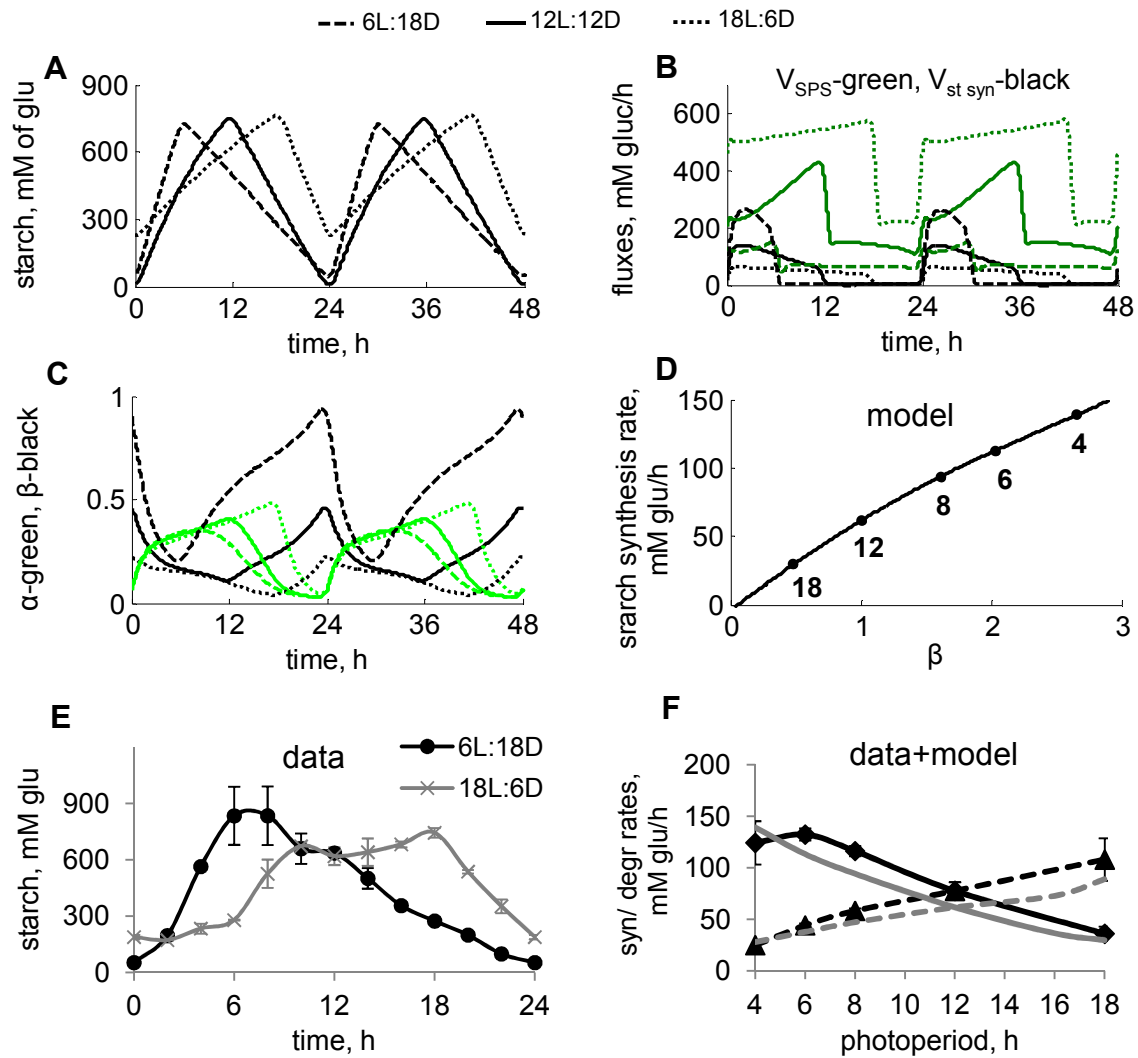 6L:18D 12L:12D 18L:6D
A
900
600
300
0
starch, mM of glu
0 12 24 36 48
time, h
B
V_SPS-green, V_st syn-black
600
400
200
0
fluxes, mM gluc/h
0 12 24 36 48
time, h
C
1
0.5
0
α-green, β-black
0 12 24 36 48
time, h
D
model
150
100
50
0
srarch synthesis rate,
mM glu/h
4
6
8
12
18
0 1 2 3
β
E
data
6L:18D
18L:6D
900
600
300
0
starch, mM glu
0 6 12 18 24
time, h
F
data+model
200
150
100
50
0
syn/ degr rates,
mM glu/h
4 6 8 10 12 14 16 18
photoperiod, h